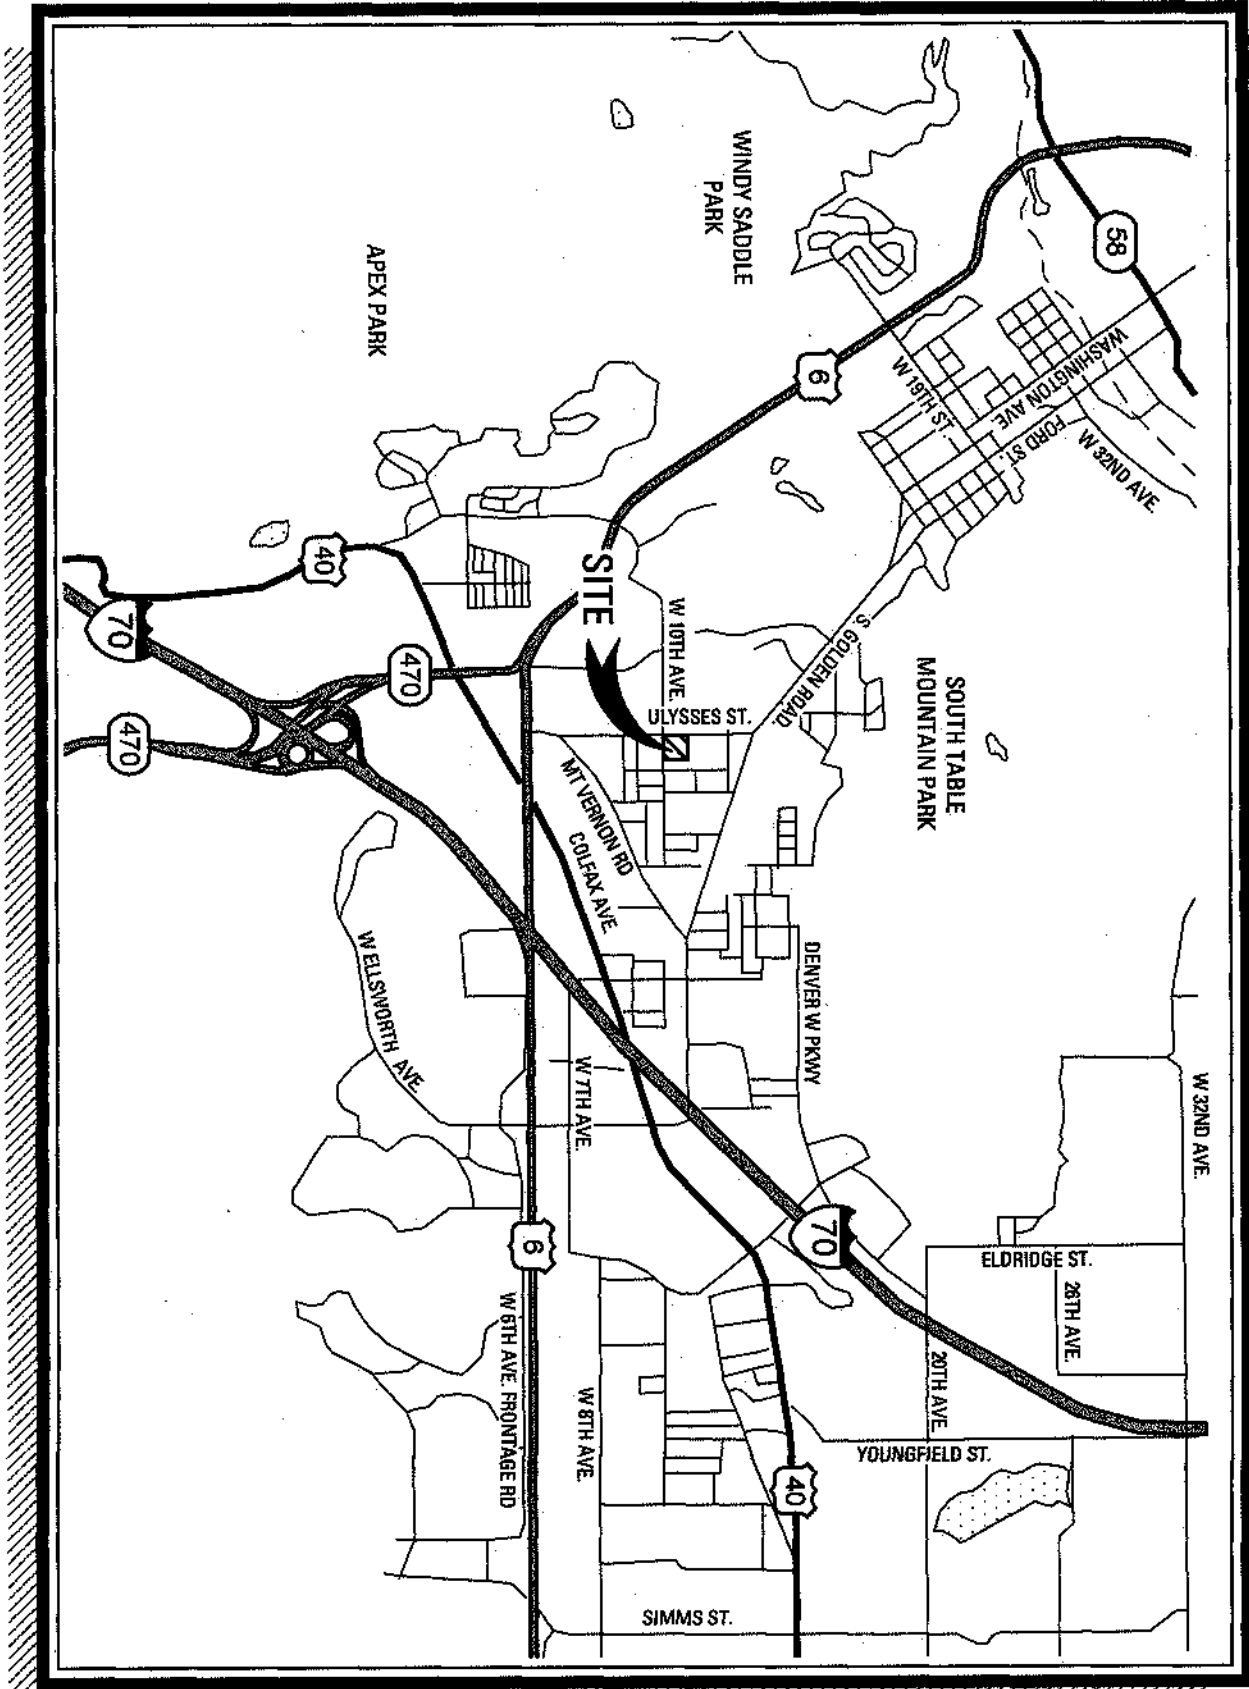 58
WASHINGTON AVE
FORD ST.
W 32ND AVE.
W 19TH ST.
6
WINDY SADDLE
PARK
APEX PARK
SOUTH TABLE
MOUNTAIN PARK
S. GOLDEN ROAD
W 10TH AVE.
ULYSSES ST.
SITE
40
70
470
470
MT VERNON RD
COLFAX AVE.
DENVER W PKWY
W ELLSWORTH AVE.
W 7TH AVE.
W 32ND AVE.
ELDRIDGE ST.
26TH AVE.
20TH AVE.
70
6
W 6TH AVE. FRONTAGE RD
W 8TH AVE.
YOUNGFIELD ST.
40
SIMMS ST.